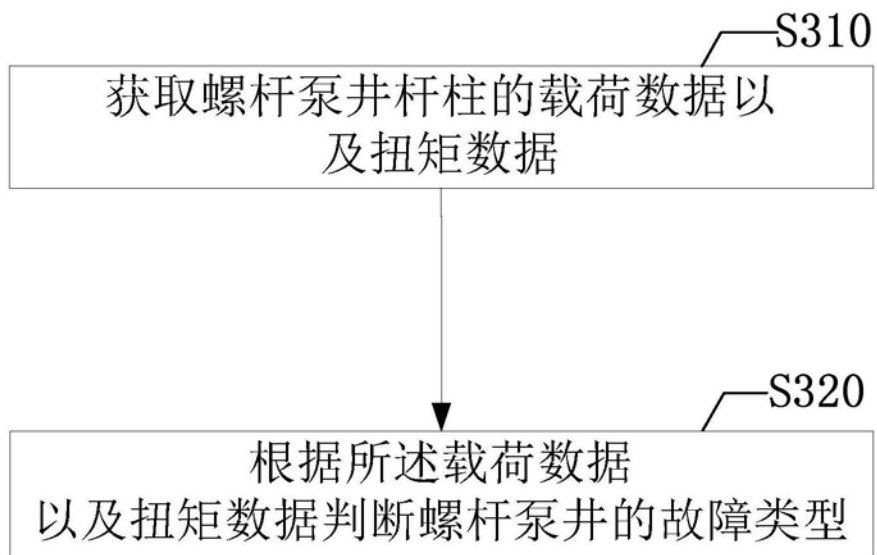 S310
获取螺杆泵井杆柱的载荷数据以
及扭矩数据
S320
根据所述载荷数据
以及扭矩数据判断螺杆泵井的故障类型